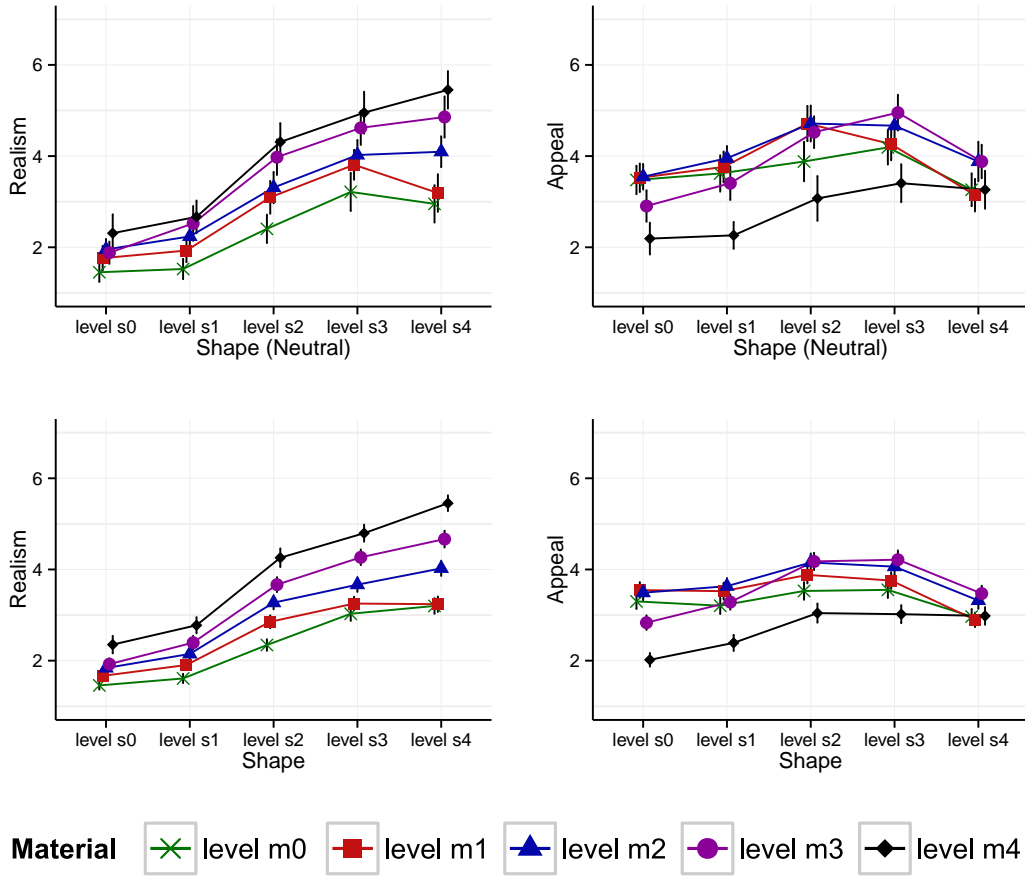 Realism
6
4
2
level s0 level s1 level s2 level s3 level s4
Shape (Neutral)
Appeal
6
4
2
level s0 level s1 level s2 level s3 level s4
Shape (Neutral)
Realism
6
4
2
level s0 level s1 level s2 level s3 level s4
Shape
Appeal
6
4
2
level s0 level s1 level s2 level s3 level s4
Shape
Material level m0 level m1 level m2 level m3 level m4